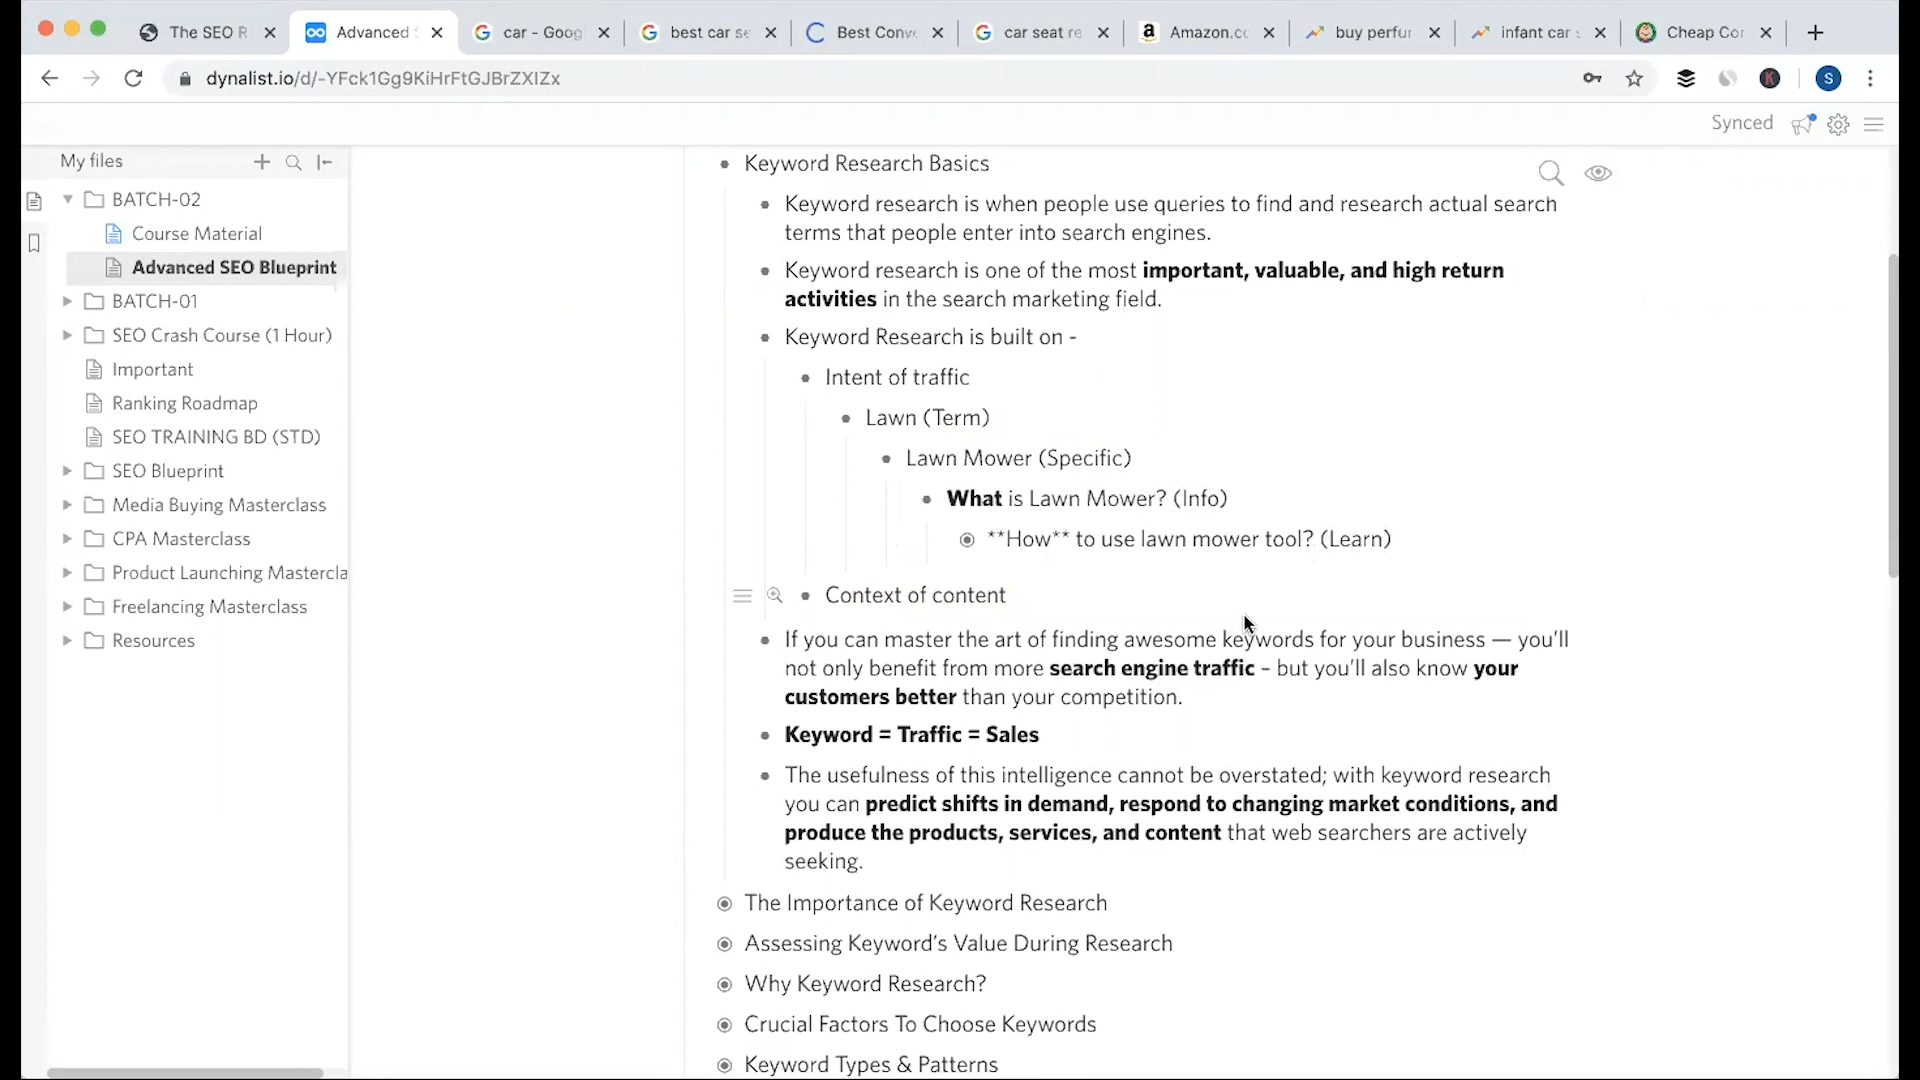 The SEO R
Advanced
car - Goog
best car se
Best Conv
car seat re
Amazon.co
buy perfur
infant car
Cheap Cor
dynalist.io/d/-YFck1Gg9KiHrFtGJBrZXIZx
S
Synced
My files
BATCH-02
Course Material
Advanced SEO Blueprint
BATCH-01
SEO Crash Course (1 Hour)
Important
Ranking Roadmap
SEO TRAINING BD (STD)
SEO Blueprint
Media Buying Masterclass
CPA Masterclass
Product Launching Mastercla
Freelancing Masterclass
Resources
Keyword Research Basics
Keyword research is when people use queries to find and research actual search
terms that people enter into search engines.
Keyword research is one of the most important, valuable, and high return
activities in the search marketing field.
Keyword Research is built on -
Intent of traffic
Lawn (Term)
Lawn Mower (Specific)
What is Lawn Mower? (Info)
**How** to use lawn mower tool? (Learn)
Context of content
If you can master the art of finding awesome keywords for your business — you'll
not only benefit from more search engine traffic – but you'll also know your
customers better than your competition.
Keyword = Traffic = Sales
The usefulness of this intelligence cannot be overstated; with keyword research
you can predict shifts in demand, respond to changing market conditions, and
produce the products, services, and content that web searchers are actively
seeking.
The Importance of Keyword Research
Assessing Keyword's Value During Research
Why Keyword Research?
Crucial Factors To Choose Keywords
Keyword Types & Patterns